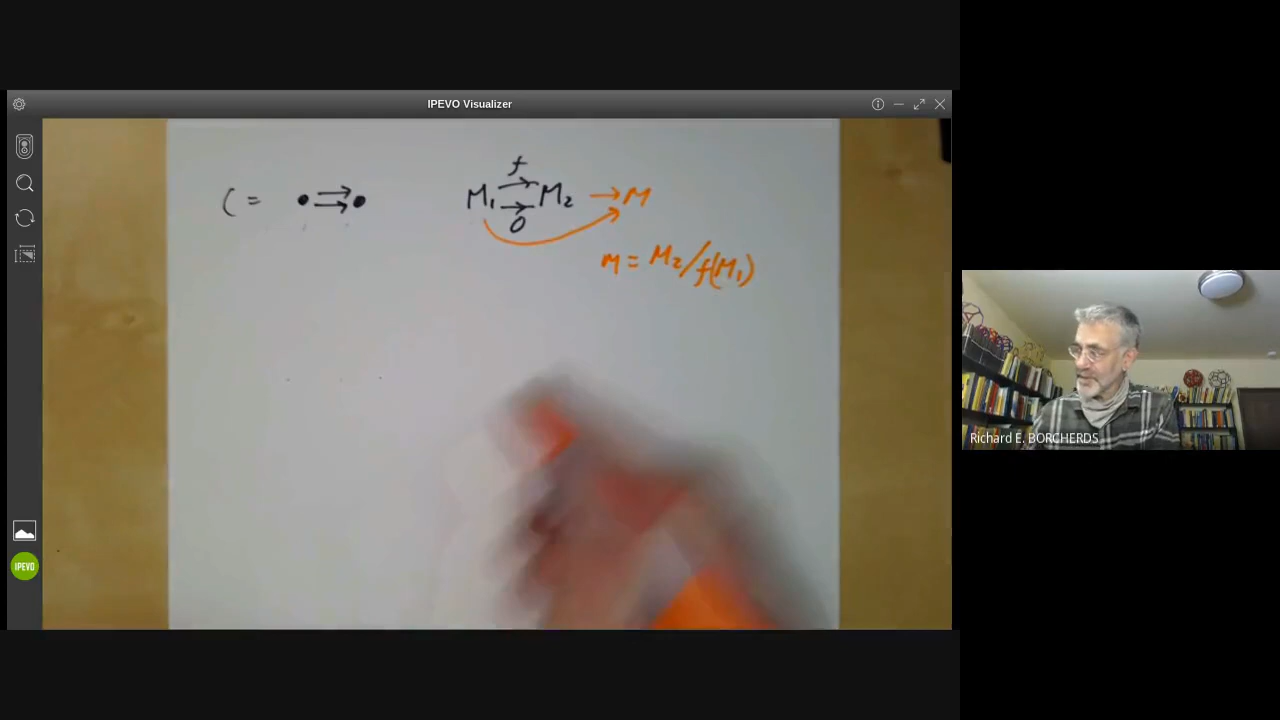 IPEVO Visualizer
C = • ⇉ •
f
M₁ ⇉ M₂ → M
0
M = M₂/f(M₁)
IPEVO
Richard E. BORCHERDS